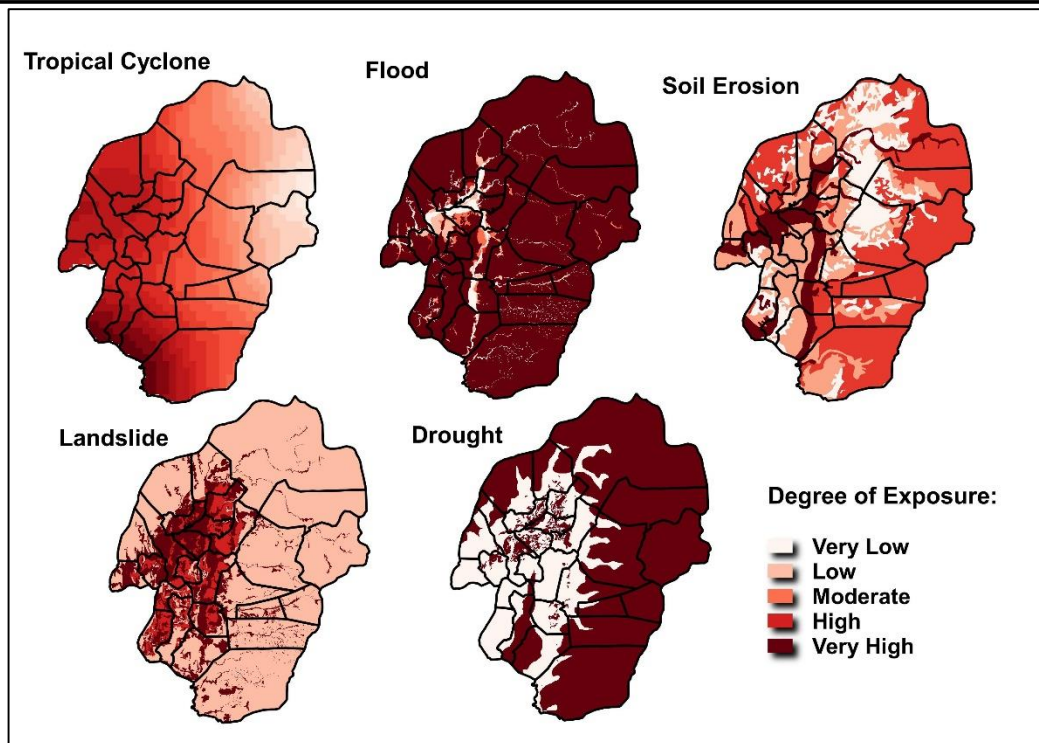 Tropical Cyclone
Flood
Soil Erosion
Landslide
Drought
Degree of Exposure:
Very Low
Low
Moderate
High
Very High